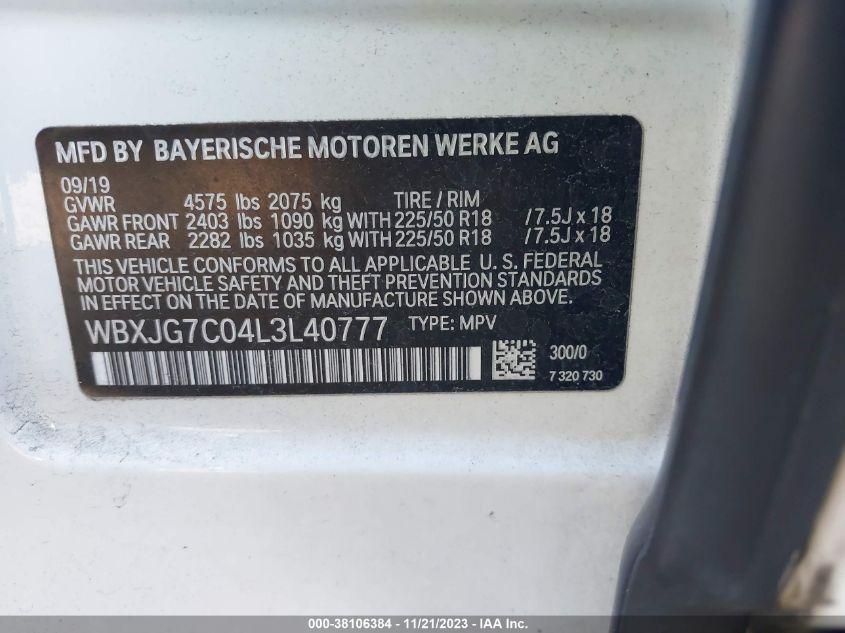 MFD BY BAYERISCHE MOTOREN WERKE AG
09/19
GVWR 4575 lbs 2075 kg TIRE / RIM
GAWR FRONT 2403 lbs 1090 kg WITH 225/50 R18 /7.5J x 18
GAWR REAR 2282 lbs 1035 kg WITH 225/50 R18 /7.5J x 18
THIS VEHICLE CONFORMS TO ALL APPLICABLE U. S. FEDERAL
MOTOR VEHICLE SAFETY AND THEFT PREVENTION STANDARDS
IN EFFECT ON THE DATE OF MANUFACTURE SHOWN ABOVE.
WBXJG7C04L3L40777 TYPE: MPV
300/0
7 320 730
000-38106384 - 11/21/2023 - IAA Inc.